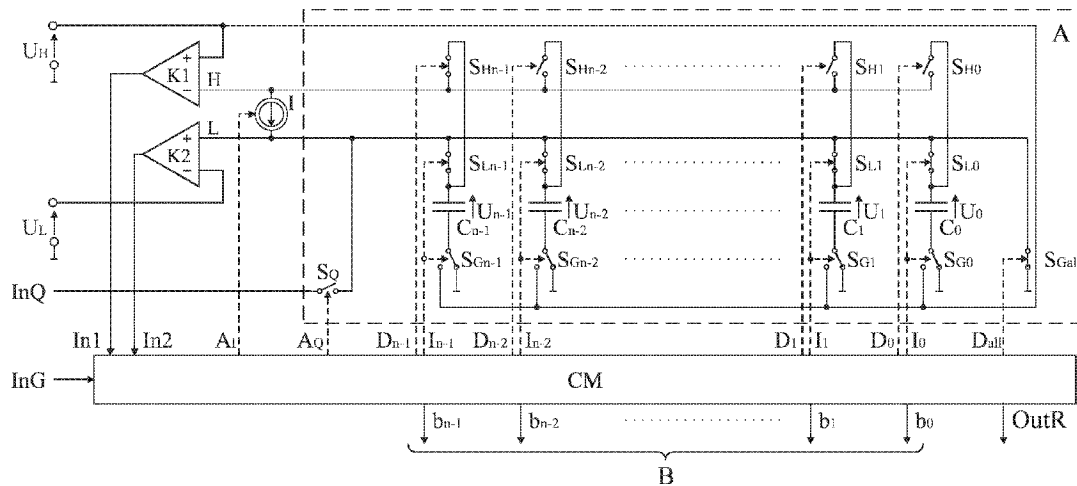 A
UH
K1
+
−
H
I
SHn-1
SHn-2
SH1
SH0
L
K2
+
−
SLn-1
SLn-2
SL1
SL0
UL
Un-1
Cn-1
Un-2
Cn-2
U1
C1
U0
C0
SGn-1
SGn-2
SG1
SG0
SGall
SQ
InQ
In1
In2
AI
AQ
Dn-1
In-1
Dn-2
In-2
D1
I1
D0
I0
Dall
InG
CM
bn-1
bn-2
b1
b0
OutR
B